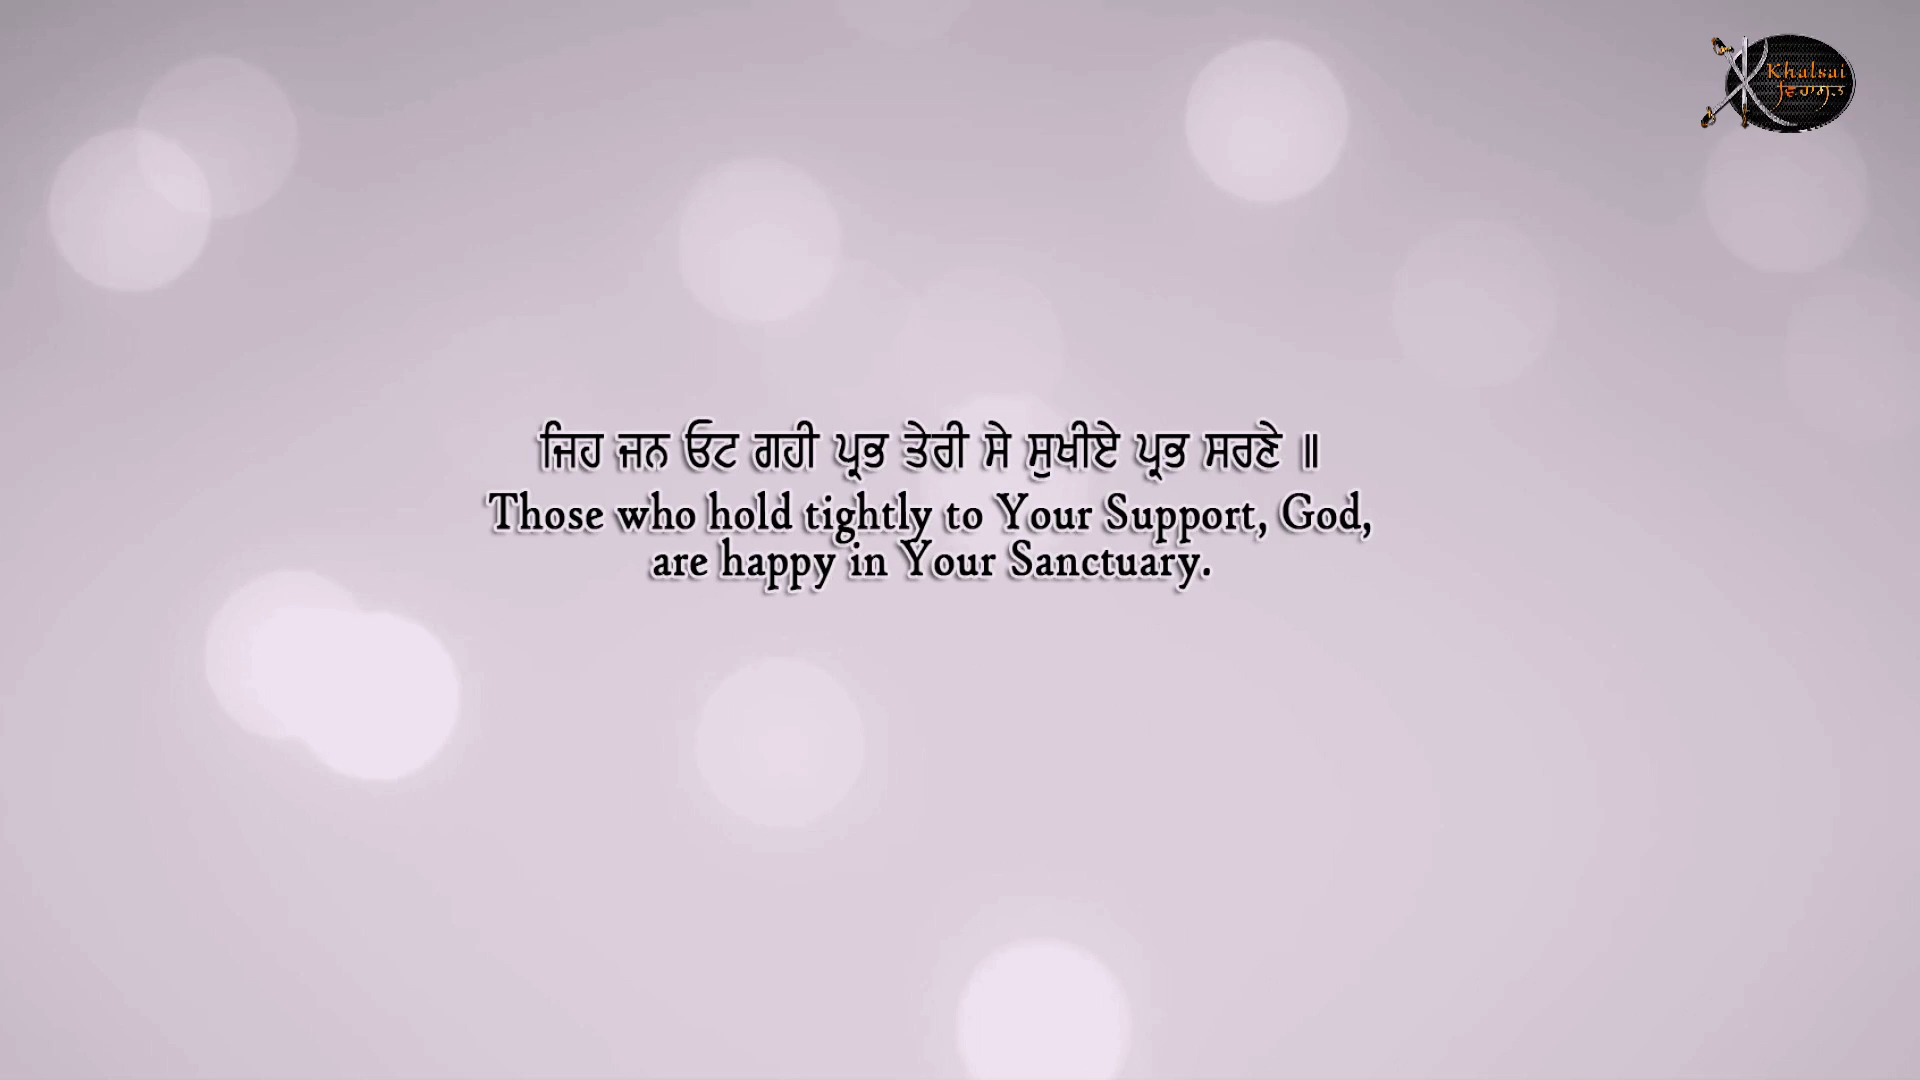 Khalsai
ਵਿਰਾਸਤ
ਜਿਹ ਜਨ ਓਟ ਗਹੀ ਪ੍ਰਭ ਤੇਰੀ ਸੇ ਸੁਖੀਏ ਪ੍ਰਭ ਸਰਣੇ ॥
Those who hold tightly to Your Support, God,
are happy in Your Sanctuary.